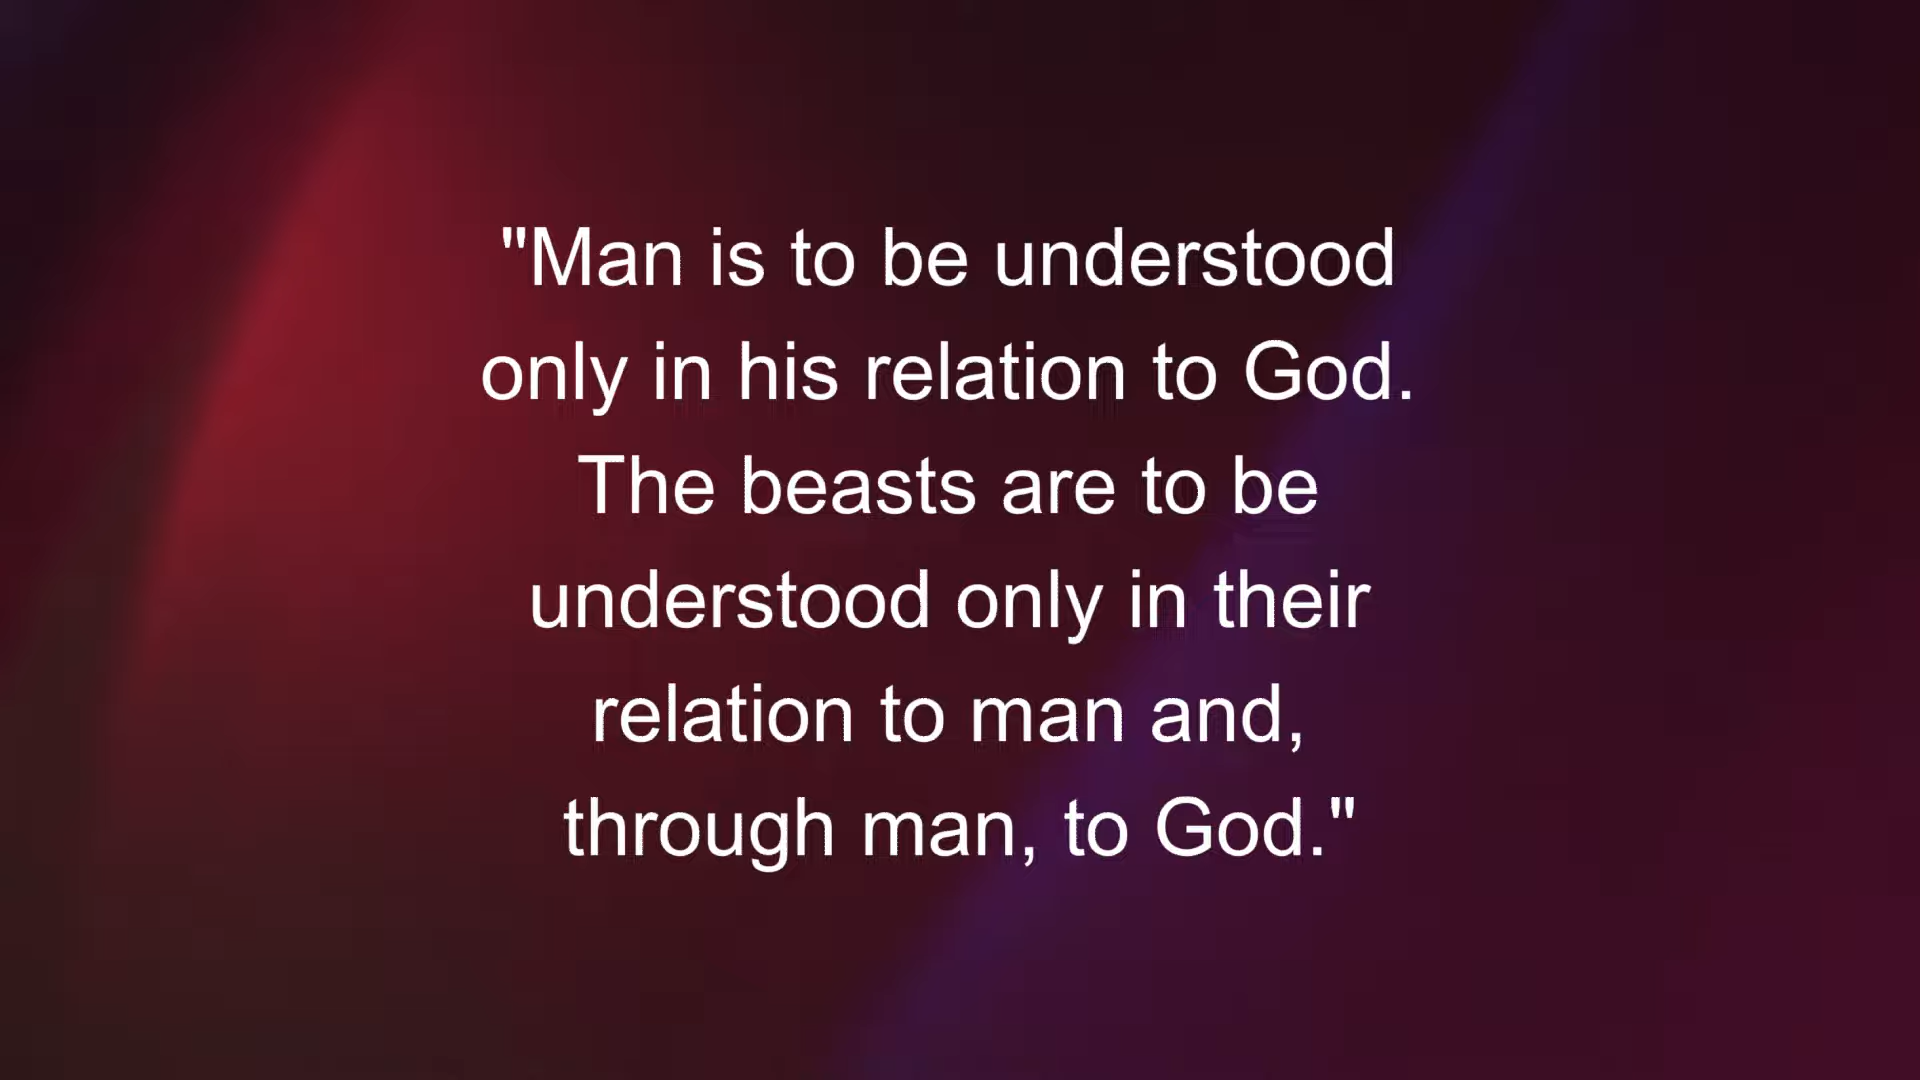 "Man is to be understood
only in his relation to God.
The beasts are to be
understood only in their
relation to man and,
through man, to God."